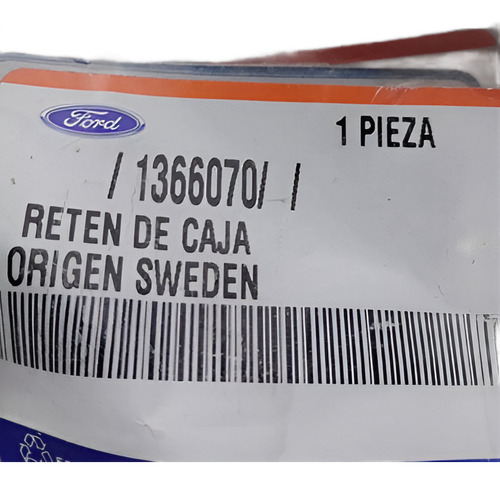 Ford
1 PIEZA
/ 1366070/ /
RETEN DE CAJA
ORIGEN SWEDEN